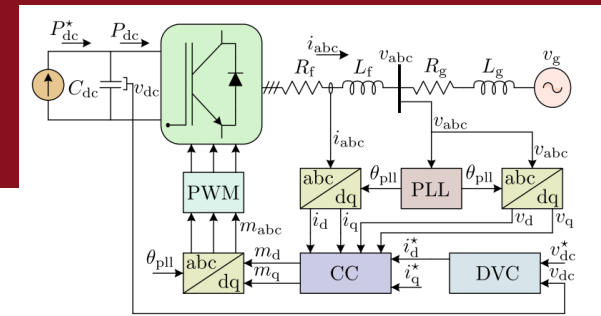 P*dc Pdc
Cdc vdc
iabc
Rf Lf vabc Rg Lg vg
iabc vabc vabc
PWM
abc dq θpll PLL θpll abc dq
mabc
id iq vd vq
θpll abc dq md mq CC i*d i*q DVC v*dc vdc